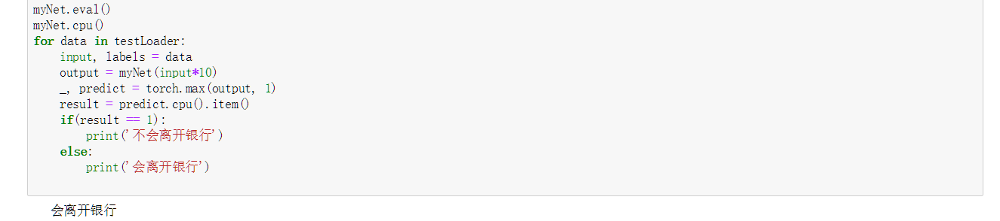 myNet.eval()
myNet.cpu()
for data in testLoader:
    input, labels = data
    output = myNet(input*10)
    _, predict = torch.max(output, 1)
    result = predict.cpu().item()
    if(result == 1):
        print('不会离开银行')
    else:
        print('会离开银行')
会离开银行